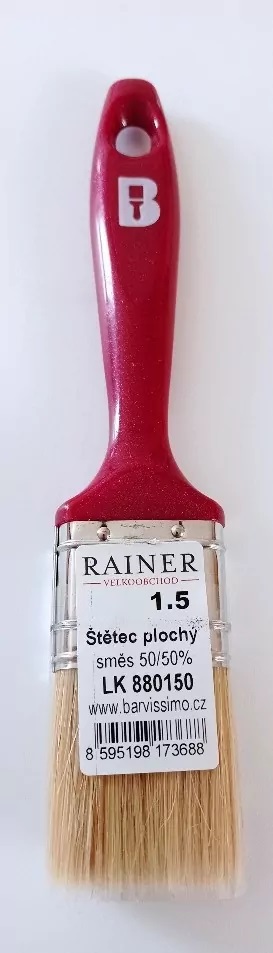 B
RAINER
VELKOOBCHOD
1.5
Štětec plochý
směs 50/50%
LK 880150
www.barvissimo.cz
8 595198 173688